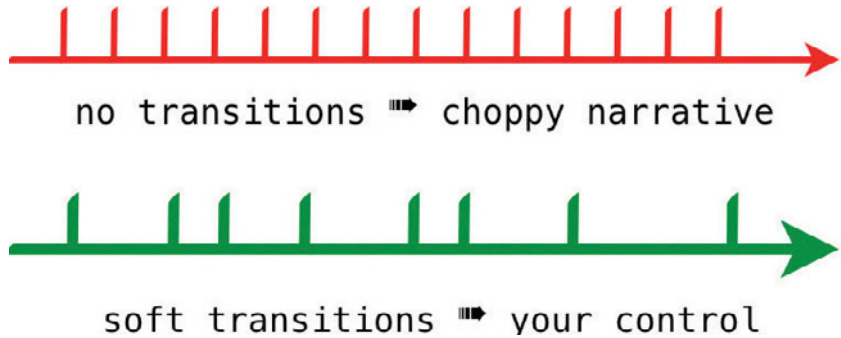 no transitions ➠ choppy narrative
soft transitions ➠ your control